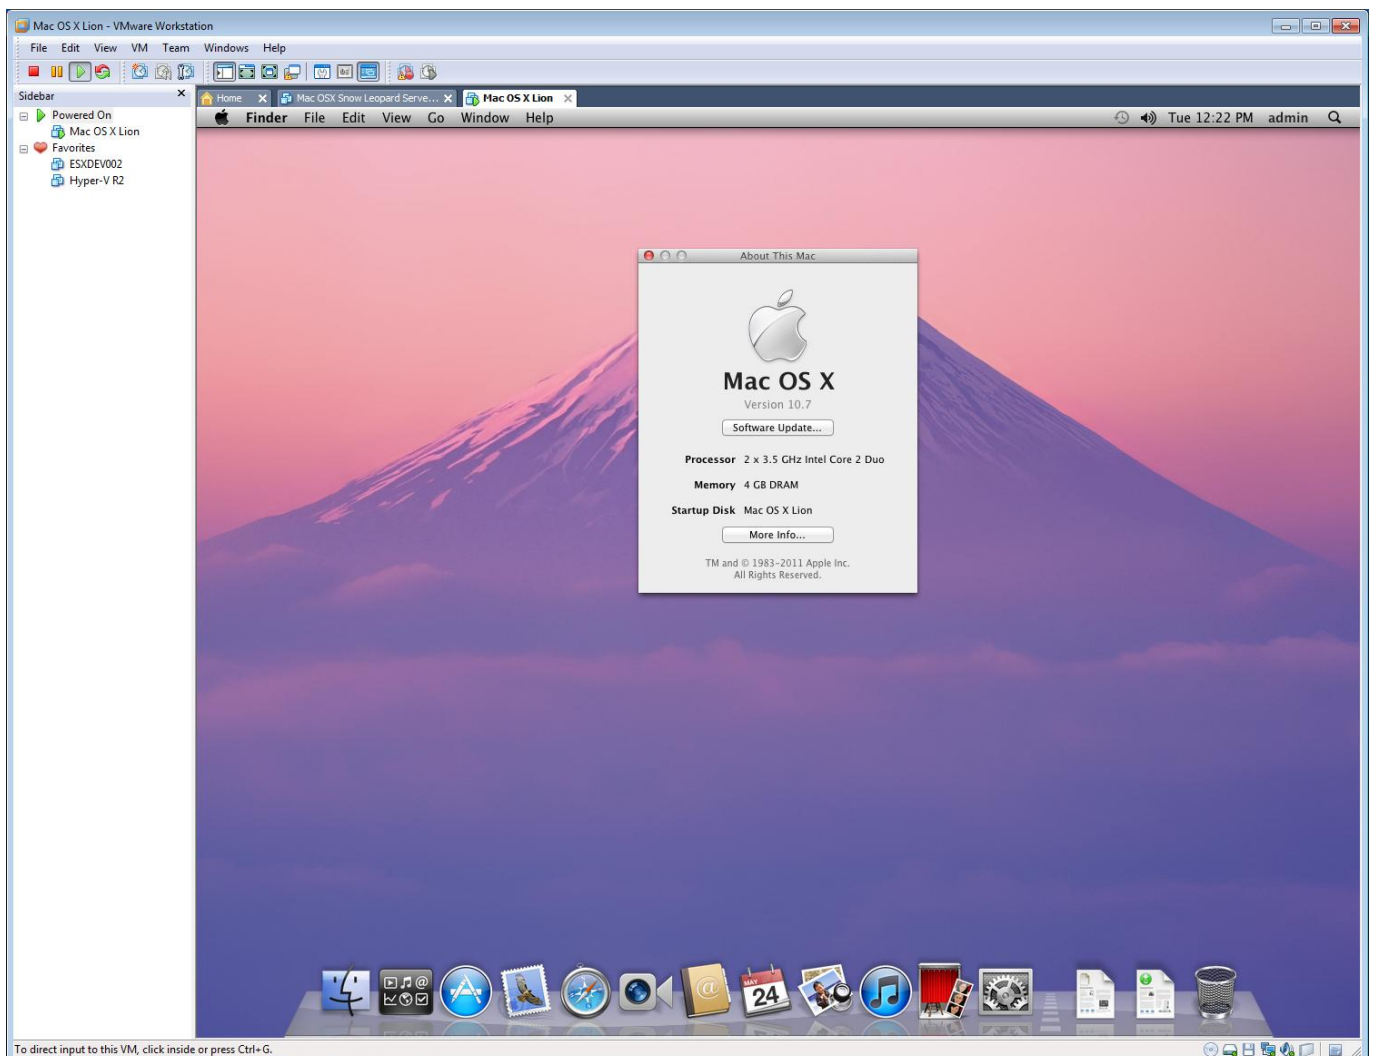 Mac OS X Lion - VMware Workstation
File Edit View VM Team Windows Help
Sidebar
Powered On
Mac OS X Lion
Favorites
ESXDEV002
Hyper-V R2
Home Mac OSX Snow Leopard Serve... Mac OS X Lion
Finder File Edit View Go Window Help Tue 12:22 PM admin
About This Mac
Mac OS X
Version 10.7
Software Update...
Processor 2 x 3.5 GHz Intel Core 2 Duo
Memory 4 GB DRAM
Startup Disk Mac OS X Lion
More Info...
TM and © 1983-2011 Apple Inc.
All Rights Reserved.
MAY
24
To direct input to this VM, click inside or press Ctrl+G.